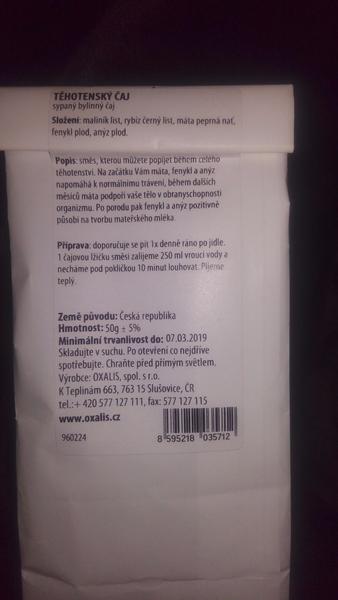 TĚHOTENSKÝ ČAJ
sypaný bylinný čaj
Složení: maliník list, rybíz černý list, máta peprná nať,
fenykl plod, anýz plod.
Popis: směs, kterou můžete popíjet během celého
těhotenství. Na začátku Vám máta, fenykl a anýz
napomáhá k normálnímu trávení, během dalších
měsíců máta podpoří vaše tělo v obranyschopnosti
organizmu. Po porodu pak fenykl a anýz pozitivně
působí na tvorbu mateřského mléka.
Příprava: doporučuje se pít 1x denně ráno po jídle.
1 čajovou lžičku směsi zalijeme 250 ml vroucí vody a
necháme pod pokličkou 10 minut louhovat. Pijeme
teplý.
Země původu: Česká republika
Hmotnost: 50g ± 5%
Minimální trvanlivost do: 07.03.2019
Skladujte v suchu. Po otevření co nejdříve
spotřebujte. Chraňte před přímým světlem.
Výrobce: OXALIS, spol. s r.o.
K Teplinám 663, 763 15 Slušovice, ČR
tel.:+ 420 577 127 111, fax: 577 127 115
www.oxalis.cz
960224
8 595218 035712